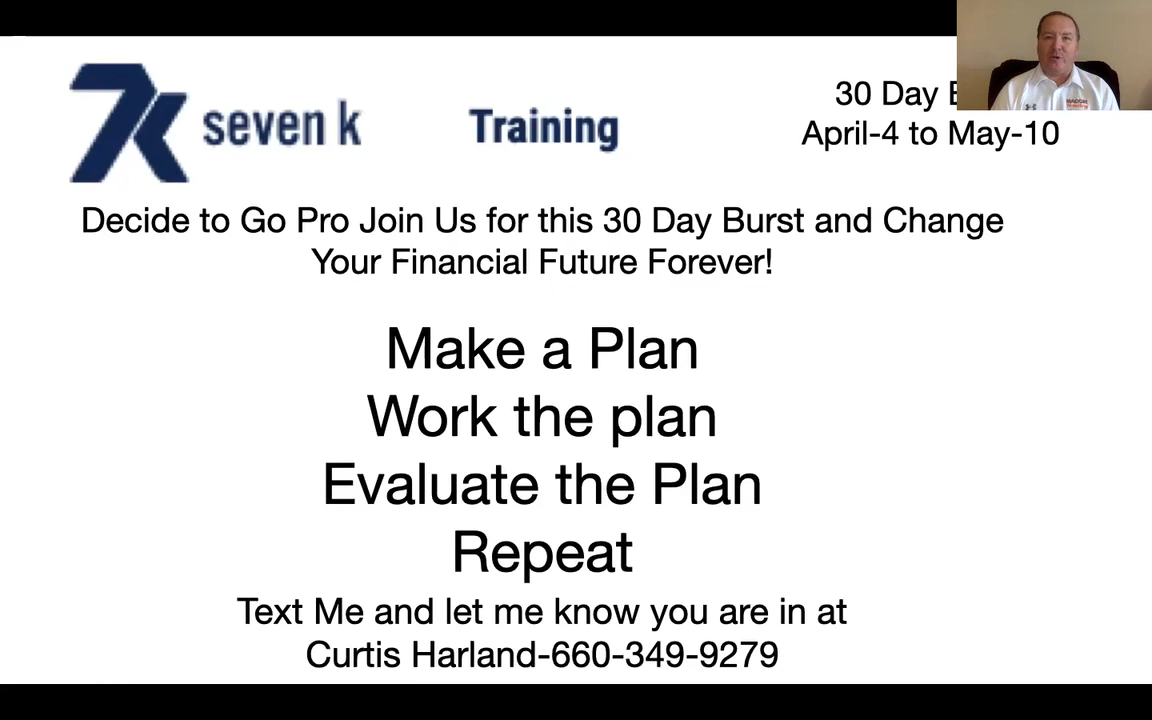 7k seven k
Training
30 Day
April-4 to May-10
Decide to Go Pro Join Us for this 30 Day Burst and Change
Your Financial Future Forever!
Make a Plan
Work the plan
Evaluate the Plan
Repeat
Text Me and let me know you are in at
Curtis Harland-660-349-9279